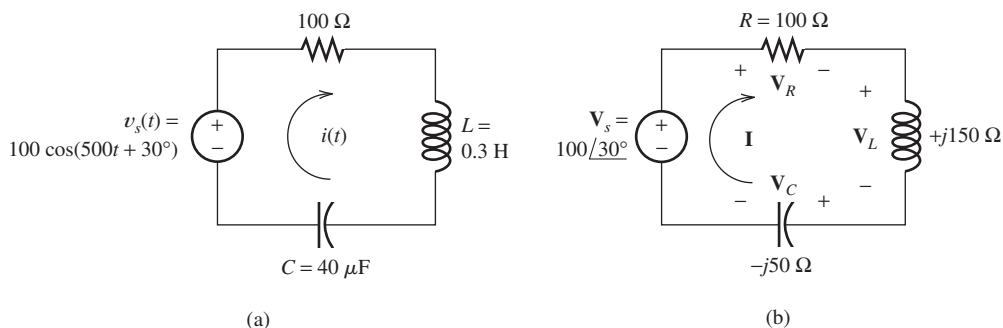 100 Ω
v_s(t) =
100 cos(500t + 30°)
+
−
i(t)
L =
0.3 H
C = 40 μF
(a)
R = 100 Ω
+ V_R −
V_s =
100/30°
+
−
I
+
V_L
−
+j150 Ω
V_C
− +
−j50 Ω
(b)